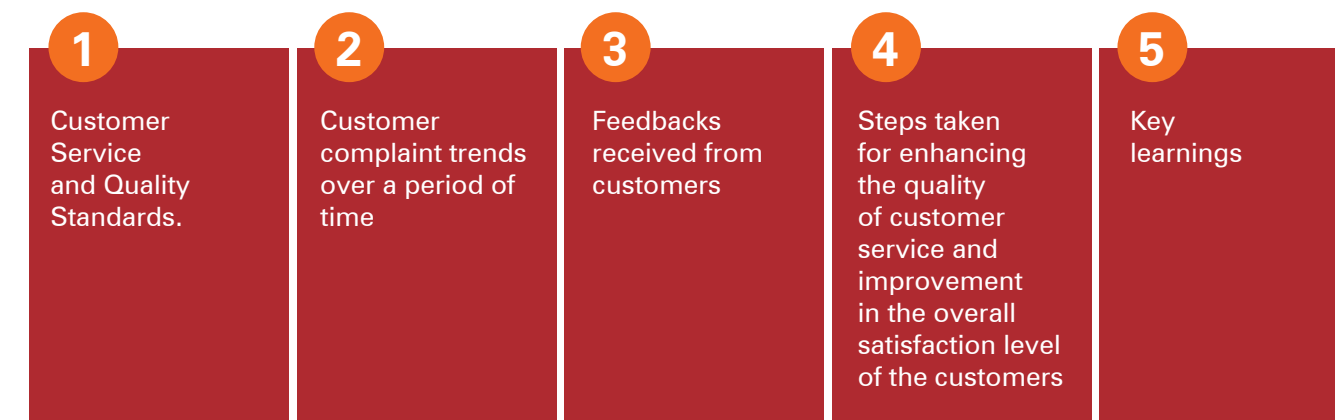 1
Customer
Service
and Quality
Standards.
2
Customer
complaint trends
over a period of
time
3
Feedbacks
received from
customers
4
Steps taken
for enhancing
the quality
of customer
service and
improvement
in the overall
satisfaction level
of the customers
5
Key
learnings